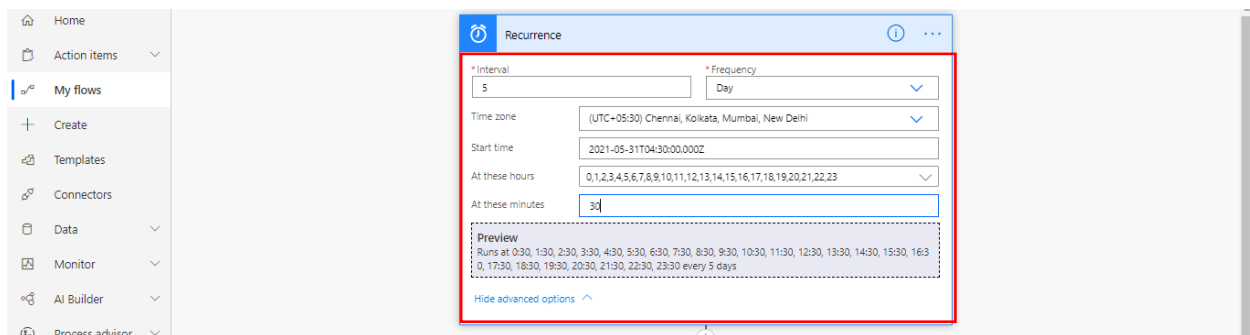 Home
Action items
My flows
Create
Templates
Connectors
Data
Monitor
AI Builder
Process advisor
Recurrence
* Interval
* Frequency
5
Day
Time zone
(UTC+05:30) Chennai, Kolkata, Mumbai, New Delhi
Start time
2021-05-31T04:30:00.000Z
At these hours
0,1,2,3,4,5,6,7,8,9,10,11,12,13,14,15,16,17,18,19,20,21,22,23
At these minutes
30
Preview
Runs at 0:30, 1:30, 2:30, 3:30, 4:30, 5:30, 6:30, 7:30, 8:30, 9:30, 10:30, 11:30, 12:30, 13:30, 14:30, 15:30, 16:3
0, 17:30, 18:30, 19:30, 20:30, 21:30, 22:30, 23:30 every 5 days
Hide advanced options